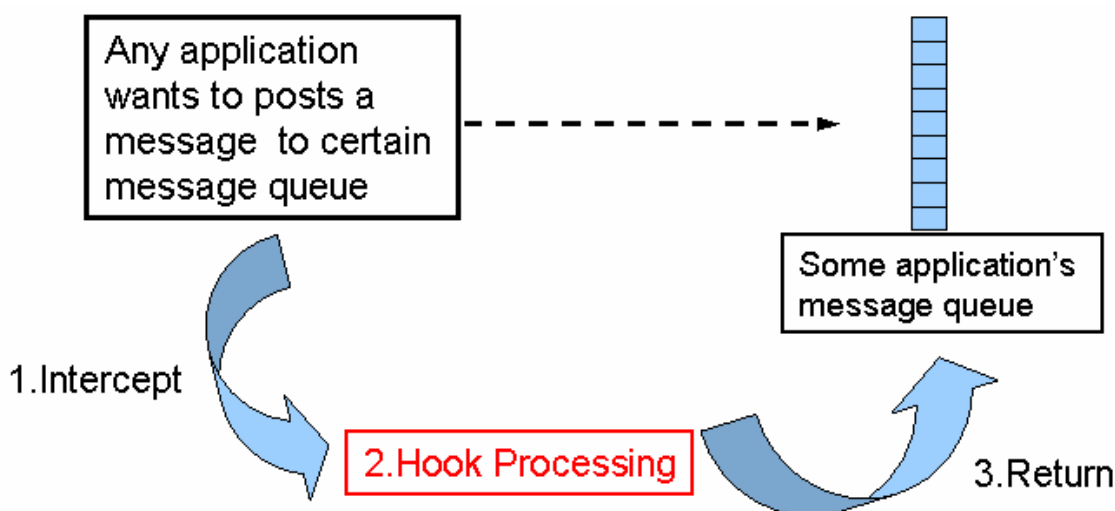 Any application
wants to posts a
message to certain
message queue
Some application's
message queue
1.Intercept
2.Hook Processing
3.Return